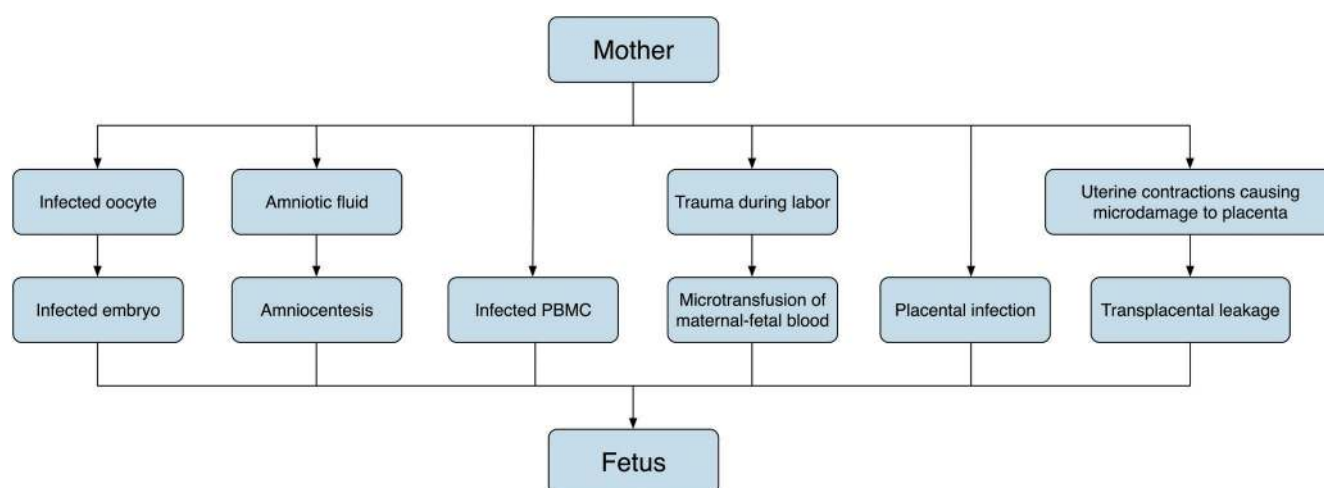 Mother
Infected oocyte
Amniotic fluid
Trauma during labor
Uterine contractions causing
microdamage to placenta
Infected embryo
Amniocentesis
Infected PBMC
Microtransfusion of
maternal-fetal blood
Placental infection
Transplacental leakage
Fetus